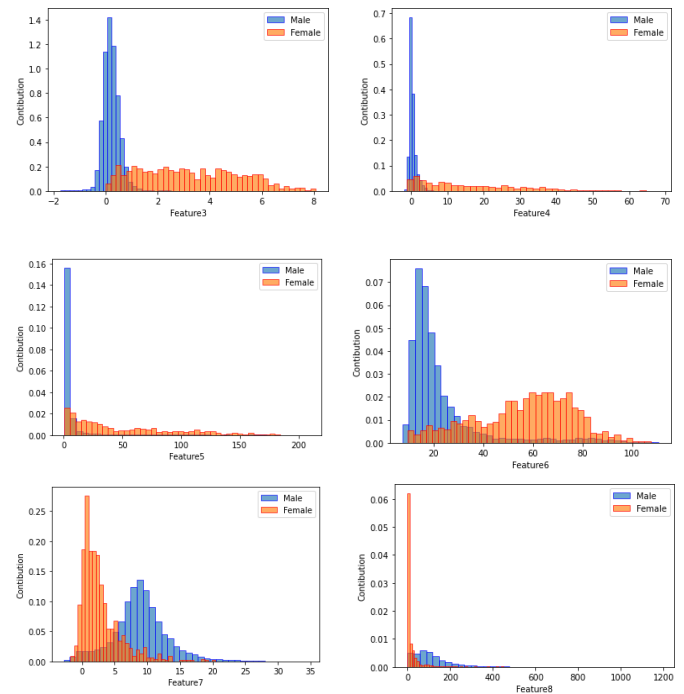 1.4
1.2
1.0
0.8
0.6
0.4
0.2
0.0
Contibution
Male
Female
−2 0 2 4 6 8
Feature3
0.7
0.6
0.5
0.4
0.3
0.2
0.1
0.0
Contibution
Male
Female
0 10 20 30 40 50 60 70
Feature4
0.16
0.14
0.12
0.10
0.08
0.06
0.04
0.02
0.00
Contibution
Male
Female
0 50 100 150 200
Feature5
0.07
0.06
0.05
0.04
0.03
0.02
0.01
0.00
Contibution
Male
Female
20 40 60 80 100
Feature6
0.25
0.20
0.15
0.10
0.05
0.00
Contibution
Male
Female
0 5 10 15 20 25 30 35
Feature7
0.06
0.05
0.04
0.03
0.02
0.01
0.00
Contibution
Male
Female
0 200 400 600 800 1000 1200
Feature8